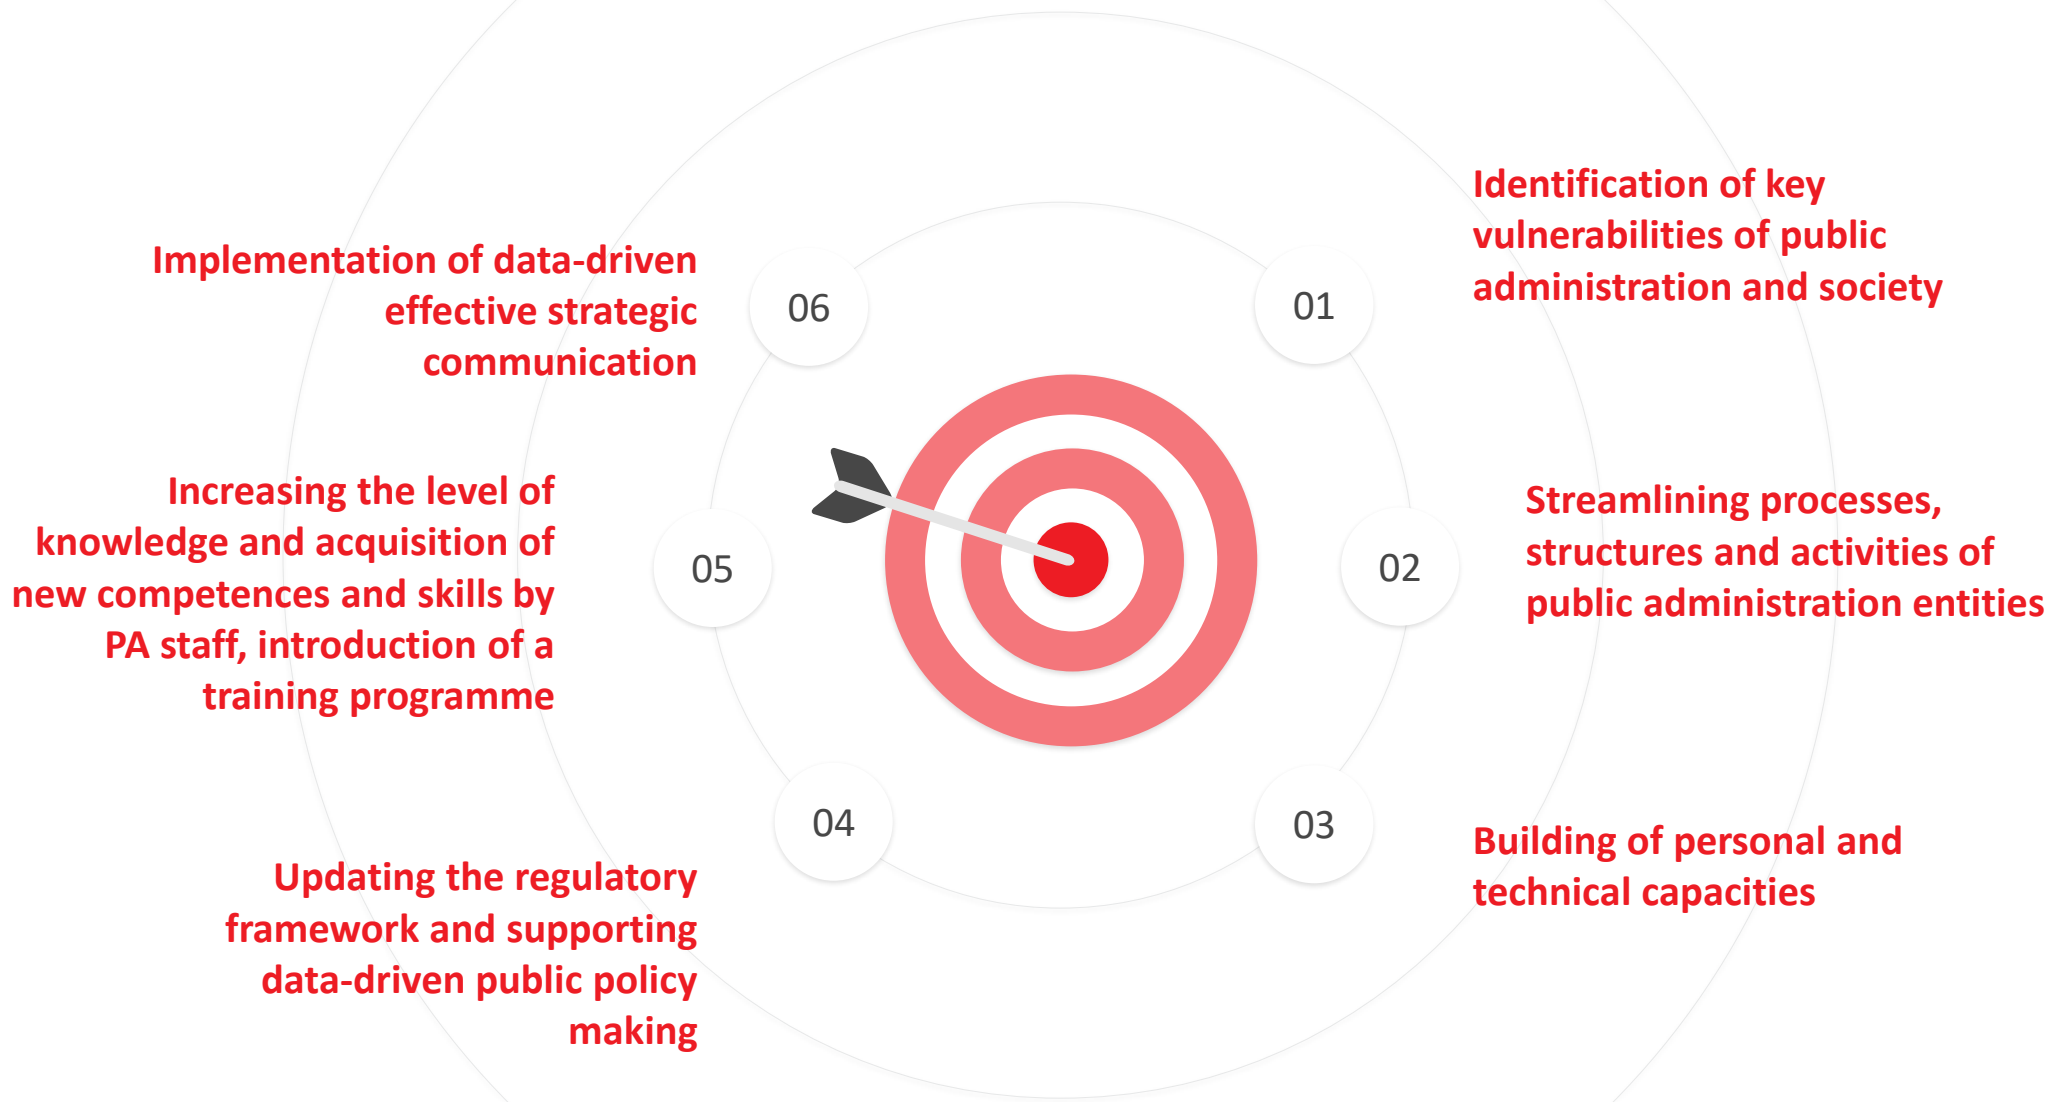 01
Identification of key
vulnerabilities of public
administration and society
02
Streamlining processes,
structures and activities of
public administration entities
03
Building of personal and
technical capacities
04
Updating the regulatory
framework and supporting
data-driven public policy
making
05
Increasing the level of
knowledge and acquisition of
new competences and skills by
PA staff, introduction of a
training programme
06
Implementation of data-driven
effective strategic
communication